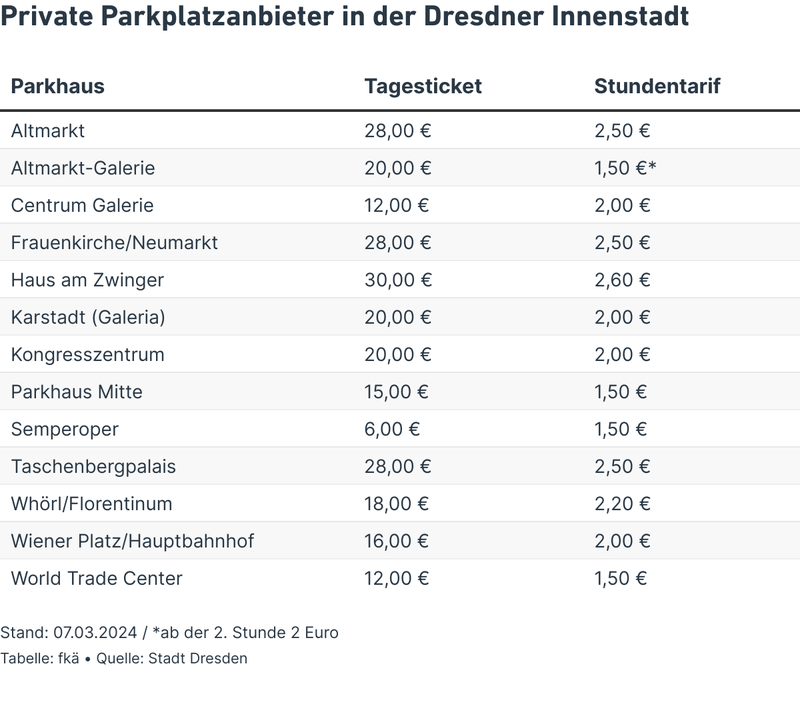 Private Parkplatzanbieter in der Dresdner Innenstadt
Parkhaus Tagesticket Stundentarif
Altmarkt 28,00 € 2,50 €
Altmarkt-Galerie 20,00 € 1,50 €*
Centrum Galerie 12,00 € 2,00 €
Frauenkirche/Neumarkt 28,00 € 2,50 €
Haus am Zwinger 30,00 € 2,60 €
Karstadt (Galeria) 20,00 € 2,00 €
Kongresszentrum 20,00 € 2,00 €
Parkhaus Mitte 15,00 € 1,50 €
Semperoper 6,00 € 1,50 €
Taschenbergpalais 28,00 € 2,50 €
Whörl/Florentinum 18,00 € 2,20 €
Wiener Platz/Hauptbahnhof 16,00 € 2,00 €
World Trade Center 12,00 € 1,50 €
Stand: 07.03.2024 / *ab der 2. Stunde 2 Euro
Tabelle: fkä • Quelle: Stadt Dresden